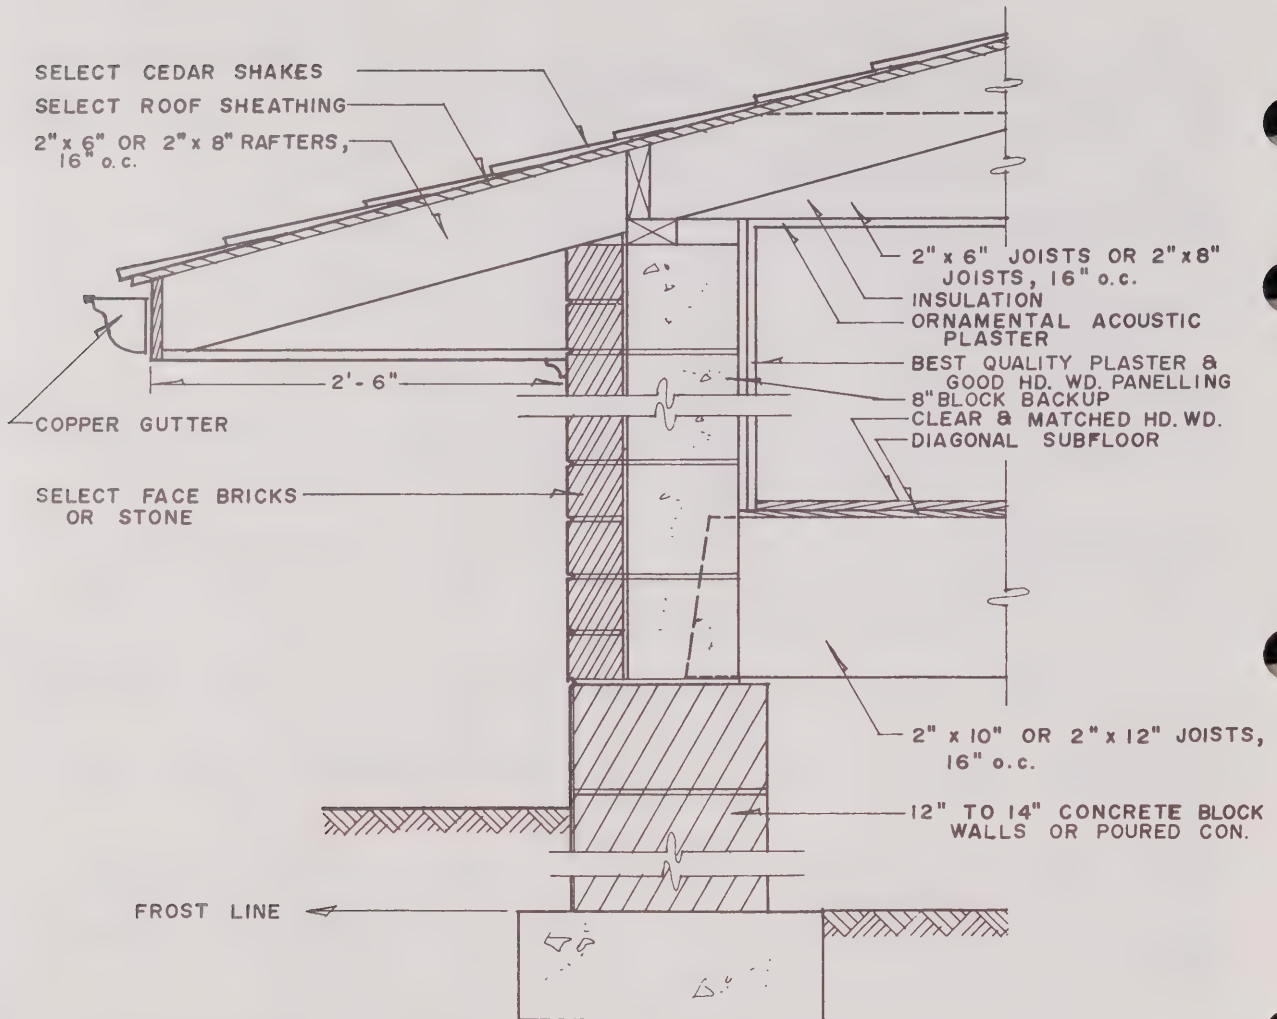 SELECT CEDAR SHAKES
SELECT ROOF SHEATHING
2" x 6" OR 2" x 8" RAFTERS,
16" o.c.
2'-6"
COPPER GUTTER
SELECT FACE BRICKS
OR STONE
2" x 6" JOISTS OR 2" x 8"
JOISTS, 16" o.c.
INSULATION
ORNAMENTAL ACOUSTIC
PLASTER
BEST QUALITY PLASTER &
GOOD HD. WD. PANELLING
8" BLOCK BACKUP
CLEAR & MATCHED HD. WD.
DIAGONAL SUBFLOOR
2" x 10" OR 2" x 12" JOISTS,
16" o.c.
12" TO 14" CONCRETE BLOCK
WALLS OR POURED CON.
FROST LINE